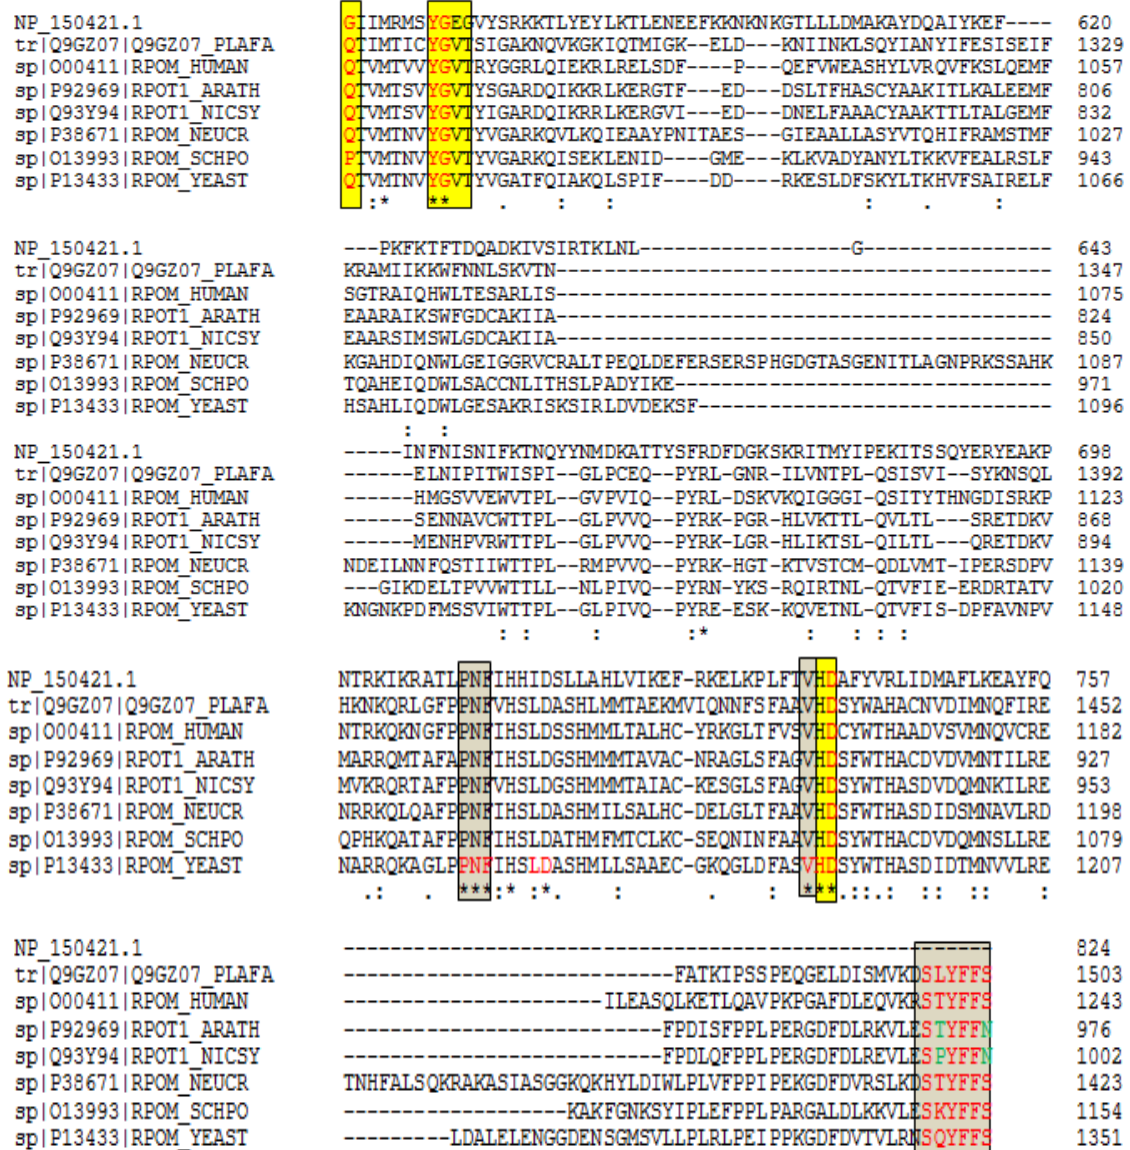 NP_150421.1 GTIMRMSYGEGVYSRKKTLYEYLKTLENEEFKKNKNKGTLLLDMAKAYDQAIYKEF---- 620
tr|Q9GZ07|Q9GZ07_PLAFA QTIMTICYGVTSIGAKNQVKGKIQTMIGK--ELD---KNIINKLSQYIANYIFESISEIF 1329
sp|O00411|RPOM_HUMAN QTVMTVVYGVTRYGGRLQIEKRLRELSDF----P---QEFVWEASHYLVRQVFKSLQEMF 1057
sp|P92969|RPOT1_ARATH QTVMTSVYGVTYSGARDQIKKRLKERGTF---ED---DSLTFHASCYAAKITLKALEEMF 806
sp|Q93Y94|RPOT1_NICSY QTVMTSVYGVTYIGARDQIKRRLKERGVI---ED---DNELFAAACYAAKTTLTALGEMF 832
sp|P38671|RPOM_NEUCR QTVMTNVYGVTYVGARKQVLKQIEAAYPNITAES---GIEAALLASYVTQHIFRAMSTMF 1027
sp|O13993|RPOM_SCHPO PTVMTNVYGVTYVGARKQISEKLENID----GME---KLKVADYANYLTKKVFEALRSLF 943
sp|P13433|RPOM_YEAST QTVMTNVYGVTYVGATFQIAKQLSPIF----DD----RKESLDFSKYLTKHVFSAIRELF 1066
:* ** . : : : . :
NP_150421.1 ---PKFKTFTDQADKIVSIRTKLNL------------------G---------------- 643
tr|Q9GZ07|Q9GZ07_PLAFA KRAMIIKKWFNNLSKVTN------------------------------------------ 1347
sp|O00411|RPOM_HUMAN SGTRAIQHWLTESARLIS------------------------------------------ 1075
sp|P92969|RPOT1_ARATH EAARAIKSWFGDCAKIIA------------------------------------------ 824
sp|Q93Y94|RPOT1_NICSY EAARSIMSWLGDCAKIIA------------------------------------------ 850
sp|P38671|RPOM_NEUCR KGAHDIQNWLGEIGGRVCRALTPEQLDEFERSERSPHGDGTASGENITLAGNPRKSSAHK 1087
sp|O13993|RPOM_SCHPO TQAHEIQDWLSACCNLITHSLPADYIKE-------------------------------- 971
sp|P13433|RPOM_YEAST HSAHLIQDWLGESAKRISKSIRLDVDEKSF------------------------------ 1096
: :
NP_150421.1 -----INFNISNIFKTNQYYNMDKATTYSFRDFDGKSKRITMYIPEKITSSQYERYEAKP 698
tr|Q9GZ07|Q9GZ07_PLAFA ------ELNIPITWISPI--GLPCEQ--PYRL-GNR-ILVNTPL-QSISVI--SYKNSQL 1392
sp|O00411|RPOM_HUMAN ------HMGSVVEWVTPL--GVPVIQ--PYRL-DSKVKQIGGGI-QSITYTHNGDISRKP 1123
sp|P92969|RPOT1_ARATH ------SENNAVCWTTPL--GLPVVQ--PYRK-PGR-HLVKTTL-QVLTL---SRETDKV 868
sp|Q93Y94|RPOT1_NICSY ------MENHPVRWTTPL--GLPVVQ--PYRK-LGR-HLIKTSL-QILTL---QRETDKV 894
sp|P38671|RPOM_NEUCR NDEILNNFQSTIIWTTPL--RMPVVQ--PYRK-HGT-KTVSTCM-QDLVMT-IPERSDPV 1139
sp|O13993|RPOM_SCHPO ---GIKDELTPVVWTTLL--NLPIVQ--PYRN-YKS-RQIRTNL-QTVFIE-ERDRTATV 1020
sp|P13433|RPOM_YEAST KNGNKPDFMSSVIWTTPL--GLPIVQ--PYRE-ESK-KQVETNL-QTVFIS-DPFAVNPV 1148
: : : :* : : : :
NP_150421.1 NTRKIKRATLPNFIHHIDSLLAHLVIKEF-RKELKPLFTVHDAFYVRLIDMAFLKEAYFQ 757
tr|Q9GZ07|Q9GZ07_PLAFA HKNKQRLGFPPNFVHSLDASHLMMTAEKMVIQNNFSFAAVHDSYWAHACNVDIMNQFIRE 1452
sp|O00411|RPOM_HUMAN NTRKQKNGFPPNFIHSLDSSHMMLTALHC-YRKGLTFVSVHDCYWTHAADVSVMNQVCRE 1182
sp|P92969|RPOT1_ARATH MARRQMTAFAPNFIHSLDGSHMMMTAVAC-NRAGLSFAGVHDSFWTHACDVDVMNTILRE 927
sp|Q93Y94|RPOT1_NICSY MVKRQRTAFPPNFVHSLDGSHMMMTAIAC-KESGLSFAGVHDSYWTHASDVDQMNKILRE 953
sp|P38671|RPOM_NEUCR NRRKQLQAFPPNFIHSLDASHMILSALHC-DELGLTFAAVHDSFWTHASDIDSMNAVLRD 1198
sp|O13993|RPOM_SCHPO QPHKQATAFPPNFIHSLDATHMFMTCLKC-SEQNINFAAVHDSYWTHACDVDQMNSLLRE 1079
sp|P13433|RPOM_YEAST NARRQKAGLPPNFIHSLDASHMLLSAAEC-GKQGLDFASVHDSYWTHASDIDTMNVVLRE 1207
.: . ***:* :*. : . : ***.::.: :: :: :
NP_150421.1 ------------------------------------------------------- 824
tr|Q9GZ07|Q9GZ07_PLAFA ----------------------------FATKIPSSPEQGELDISMVKDSLYFFS 1503
sp|O00411|RPOM_HUMAN ----------------------ILEASQLKETLQAVPKPGAFDLEQVKRSTYFFS 1243
sp|P92969|RPOT1_ARATH ---------------------------FPDISFPPLPERGDFDLRKVLESTYFFN 976
sp|Q93Y94|RPOT1_NICSY ---------------------------FPDLQFPPLPERGDFDLREVLESPYFFN 1002
sp|P38671|RPOM_NEUCR TNHFALSQKRAKASIASGGKQKHYLDIWLPLVFPPIPEKGDFDVRSLKDSTYFFS 1423
sp|O13993|RPOM_SCHPO -------------------KAKFGNKSYIPLEFPPLPARGALDLKKVLESKYFFS 1154
sp|P13433|RPOM_YEAST ---------LDALELENGGDENSGMSVLLPLRLPEIPPKGDFDVTVLRNSQYFFS 1351